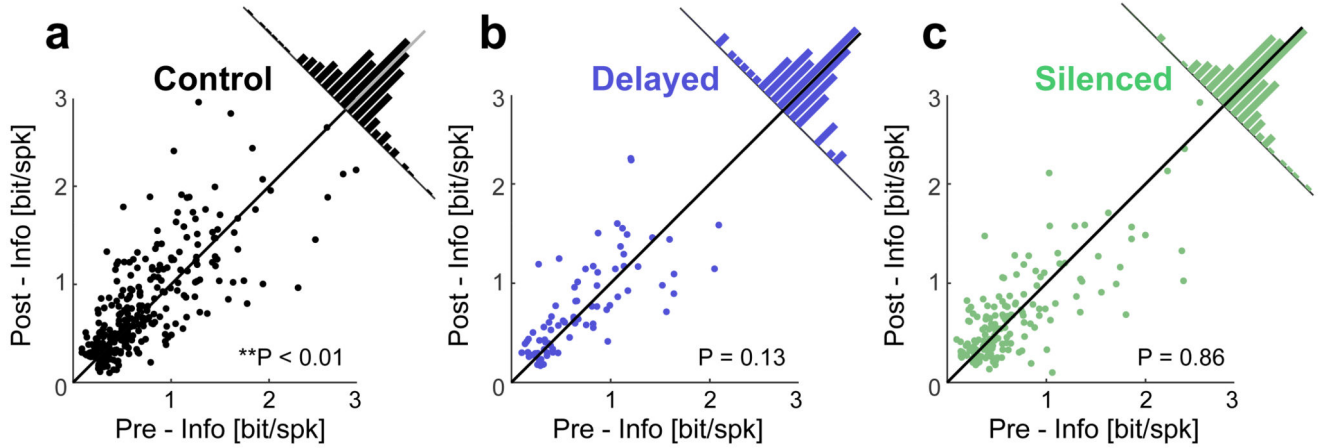 a
Control
3
2
1
0
Post - Info [bit/spk]
**P < 0.01
1
2
3
Pre - Info [bit/spk]
b
Delayed
3
2
1
0
Post - Info [bit/spk]
P = 0.13
1
2
3
Pre - Info [bit/spk]
c
Silenced
3
2
1
0
Post - Info [bit/spk]
P = 0.86
1
2
3
Pre - Info [bit/spk]